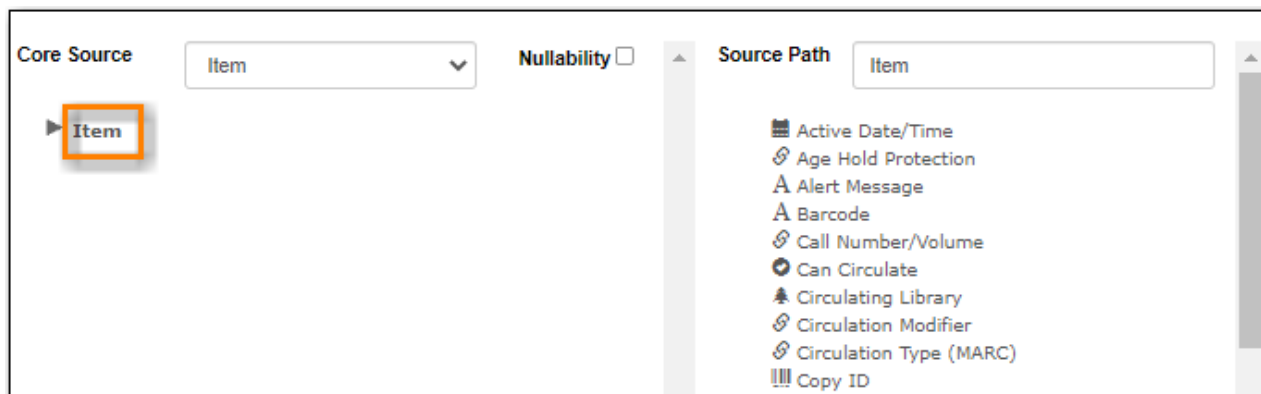 Core Source
Item
Nullability
Source Path
Item
Item
Active Date/Time
Age Hold Protection
A Alert Message
A Barcode
Call Number/Volume
Can Circulate
Circulating Library
Circulation Modifier
Circulation Type (MARC)
Copy ID